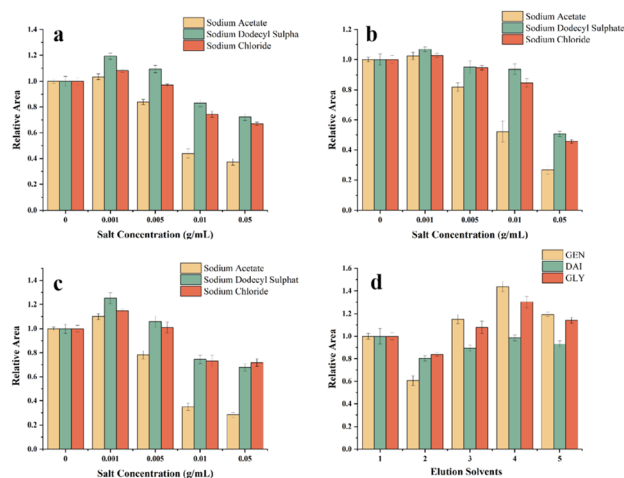 a
Sodium Acetate
Sodium Dodecyl Sulpha
Sodium Chloride
1.4
1.2
1.0
0.8
0.6
0.4
0.2
0.0
Relative Area
0 0.001 0.005 0.01 0.05
Salt Concentration (g/mL)
b
Sodium Acetate
Sodium Dodecyl Sulphate
Sodium Chloride
1.2
1.0
0.8
0.6
0.4
0.2
0.0
Relative Area
0 0.001 0.005 0.01 0.05
Salt Concentration (g/mL)
c
Sodium Acetate
Sodium Dodecyl Sulphat
Sodium Chloride
1.4
1.2
1.0
0.8
0.6
0.4
0.2
0.0
Relative Area
0 0.001 0.005 0.01 0.05
Salt Concentration (g/mL)
d
GEN
DAI
GLY
1.6
1.4
1.2
1.0
0.8
0.6
0.4
0.2
0.0
Relative Area
1 2 3 4 5
Elution Solvents